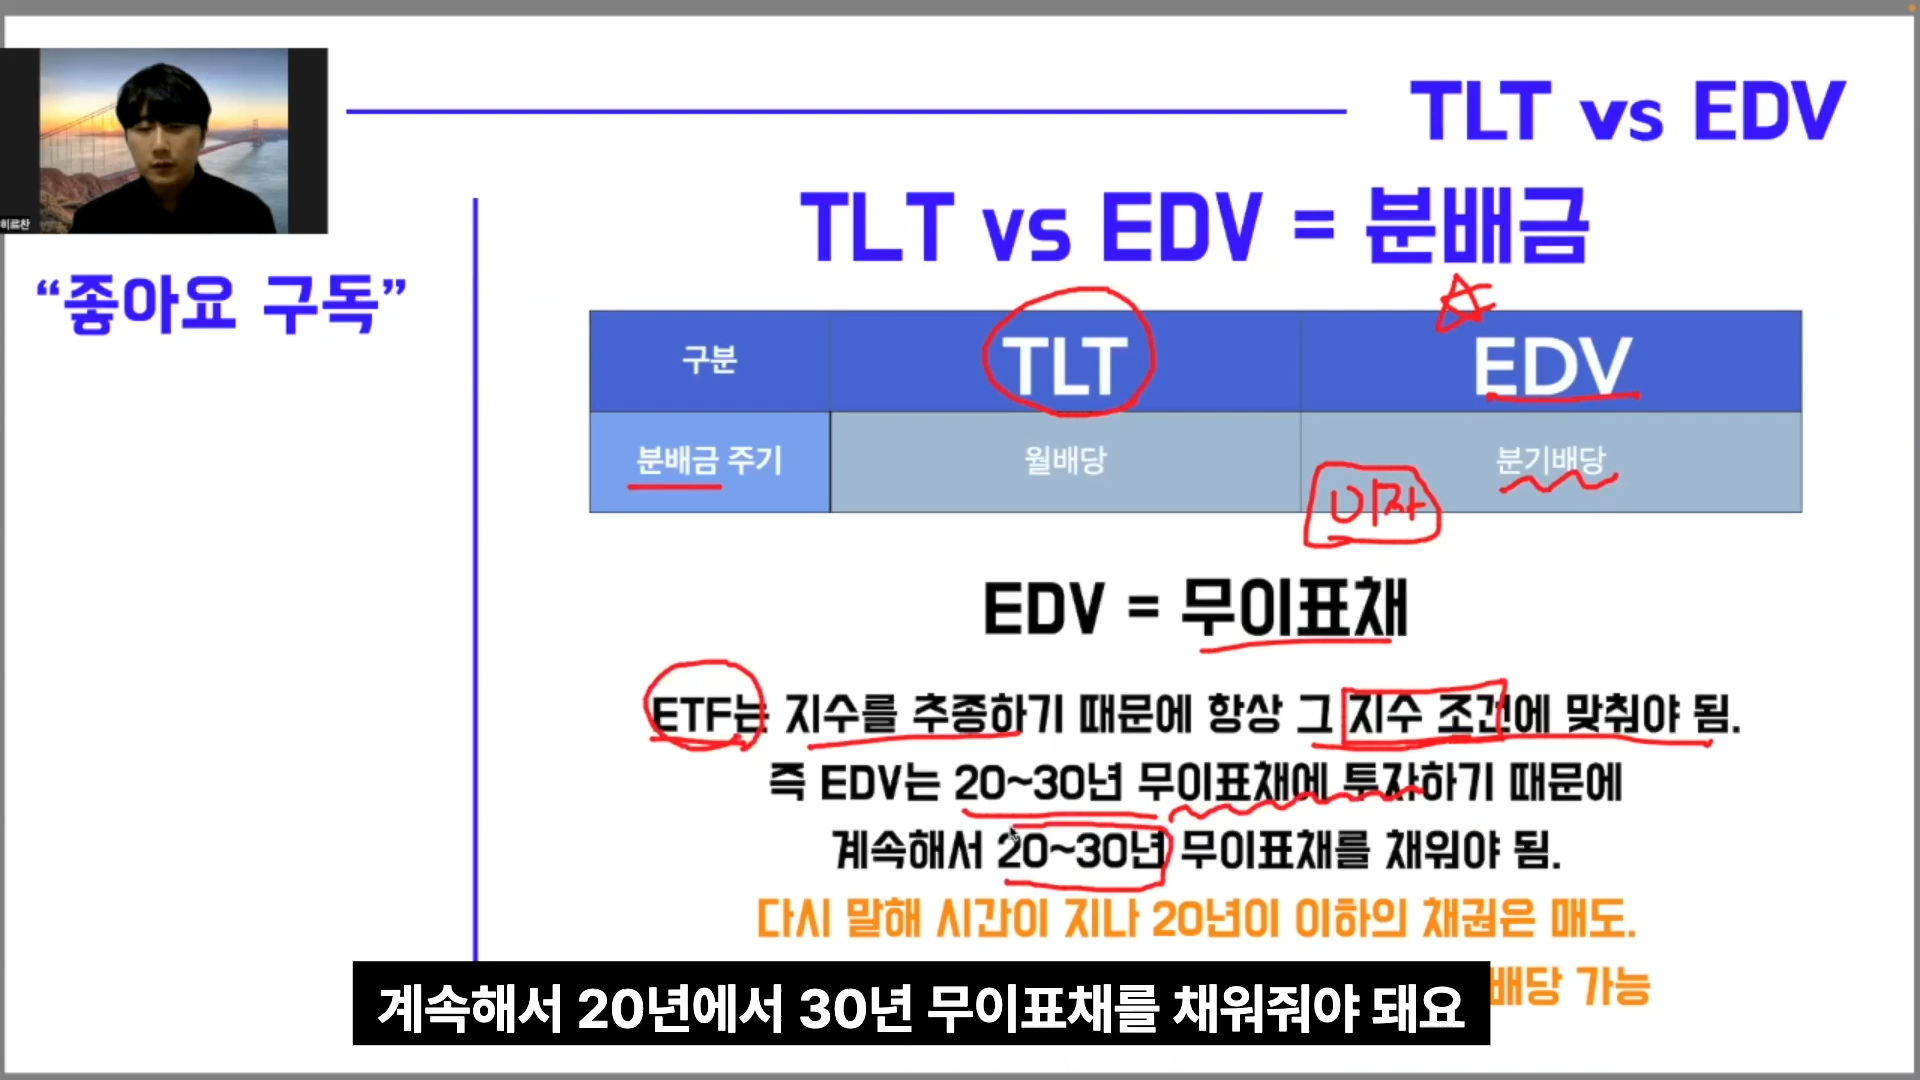 TLT vs EDV
히르찬
“좋아요 구독”
TLT vs EDV = 분배금
구분 TLT EDV
분배금 주기 월배당 분기배당
이자
EDV = 무이표채
ETF는 지수를 추종하기 때문에 항상 그 지수 조건에 맞춰야 됨.
즉 EDV는 20~30년 무이표채에 투자하기 때문에
계속해서 20~30년 무이표채를 채워야 됨.
다시 말해 시간이 지나 20년이 이하의 채권은 매도.
배당 가능
계속해서 20년에서 30년 무이표채를 채워줘야 돼요